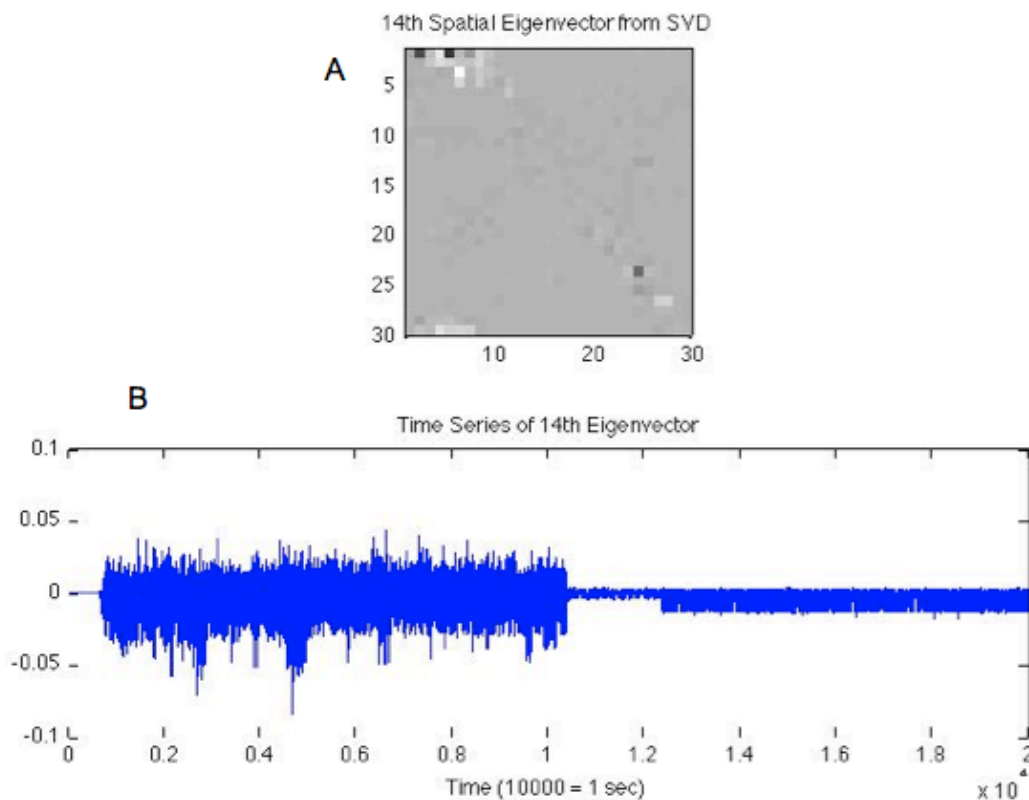 14th Spatial Eigenvector from SVD
A
5
10
15
20
25
30
10 20 30
B
Time Series of 14th Eigenvector
0.1
0.05
0
-0.05
-0.1
0 0.2 0.4 0.6 0.8 1 1.2 1.4 1.6 1.8 2
Time (10000 = 1 sec)
x 10^4